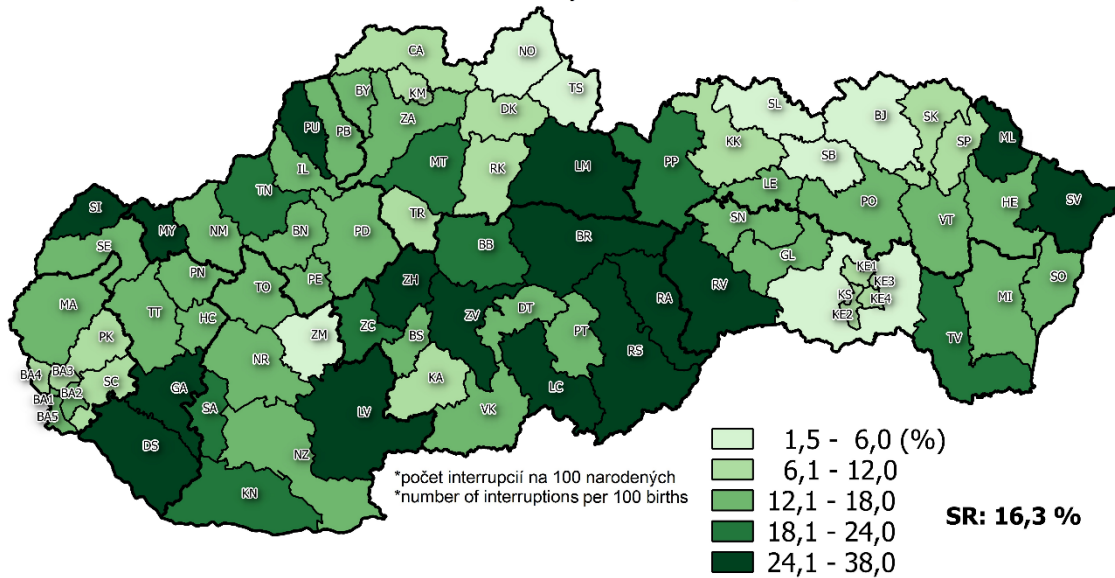 CA
NO
BY
KM
TS
DK
SL
BJ
SK
PU
PB
ZA
SP
ML
KK
MT
SB
RK
LM
PP
IL
LE
PO
HE
SV
TN
VT
TR
SI
MY
NM
BN
PD
SN
SE
BB
BR
GL
KE1
SO
PN
PE
ZH
RV
KE3
MI
TO
RA
KS
KE4
MA
TT
HC
ZM
ZC
ZV
DT
KE2
PK
BS
PT
RS
TV
NR
BA4
BA3
SC
GA
KA
LC
BA1
BA2
SA
LV
BA5
VK
DS
NZ
KN
*počet interrupcií na 100 narodených
*number of interruptions per 100 births
1,5 - 6,0 (%)
6,1 - 12,0
12,1 - 18,0
18,1 - 24,0
24,1 - 38,0
SR: 16,3 %